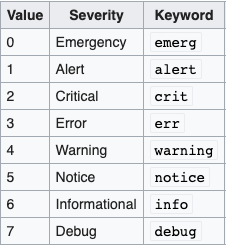 Value Severity Keyword
0 Emergency emerg
1 Alert alert
2 Critical crit
3 Error err
4 Warning warning
5 Notice notice
6 Informational info
7 Debug debug